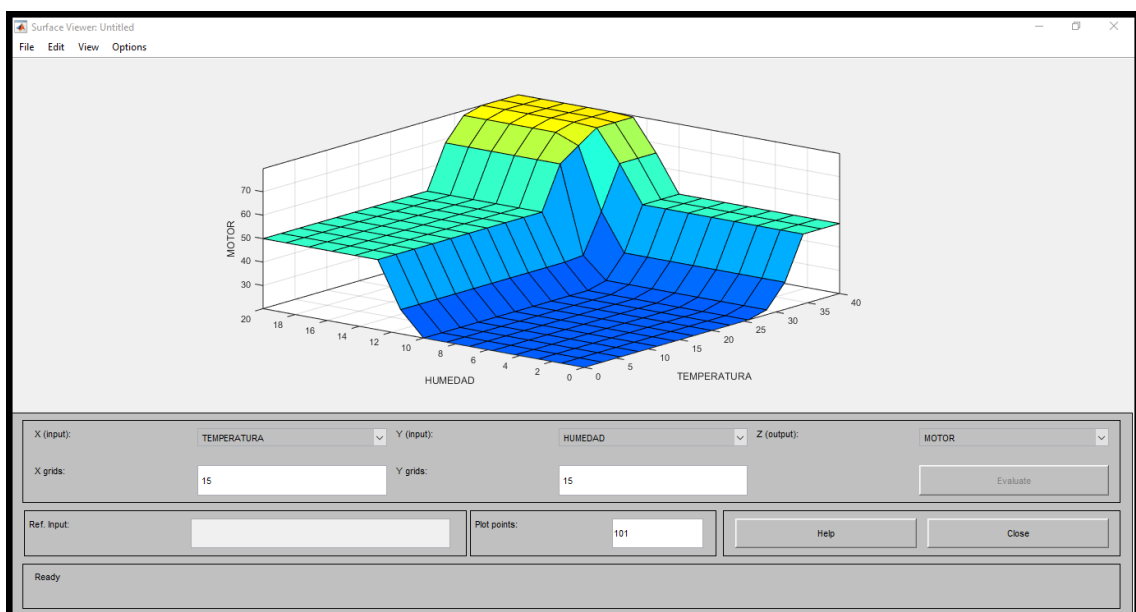 Surface Viewer: Untitled
File Edit View Options
70
60
50
40
30
MOTOR
20
18
16
14
12
10
8
6
4
2
0
HUMEDAD
0
5
10
15
20
25
30
35
40
TEMPERATURA
X (input): TEMPERATURA Y (input): HUMEDAD Z (output): MOTOR
X grids: 15 Y grids: 15 Evaluate
Ref. Input: Plot points: 101 Help Close
Ready